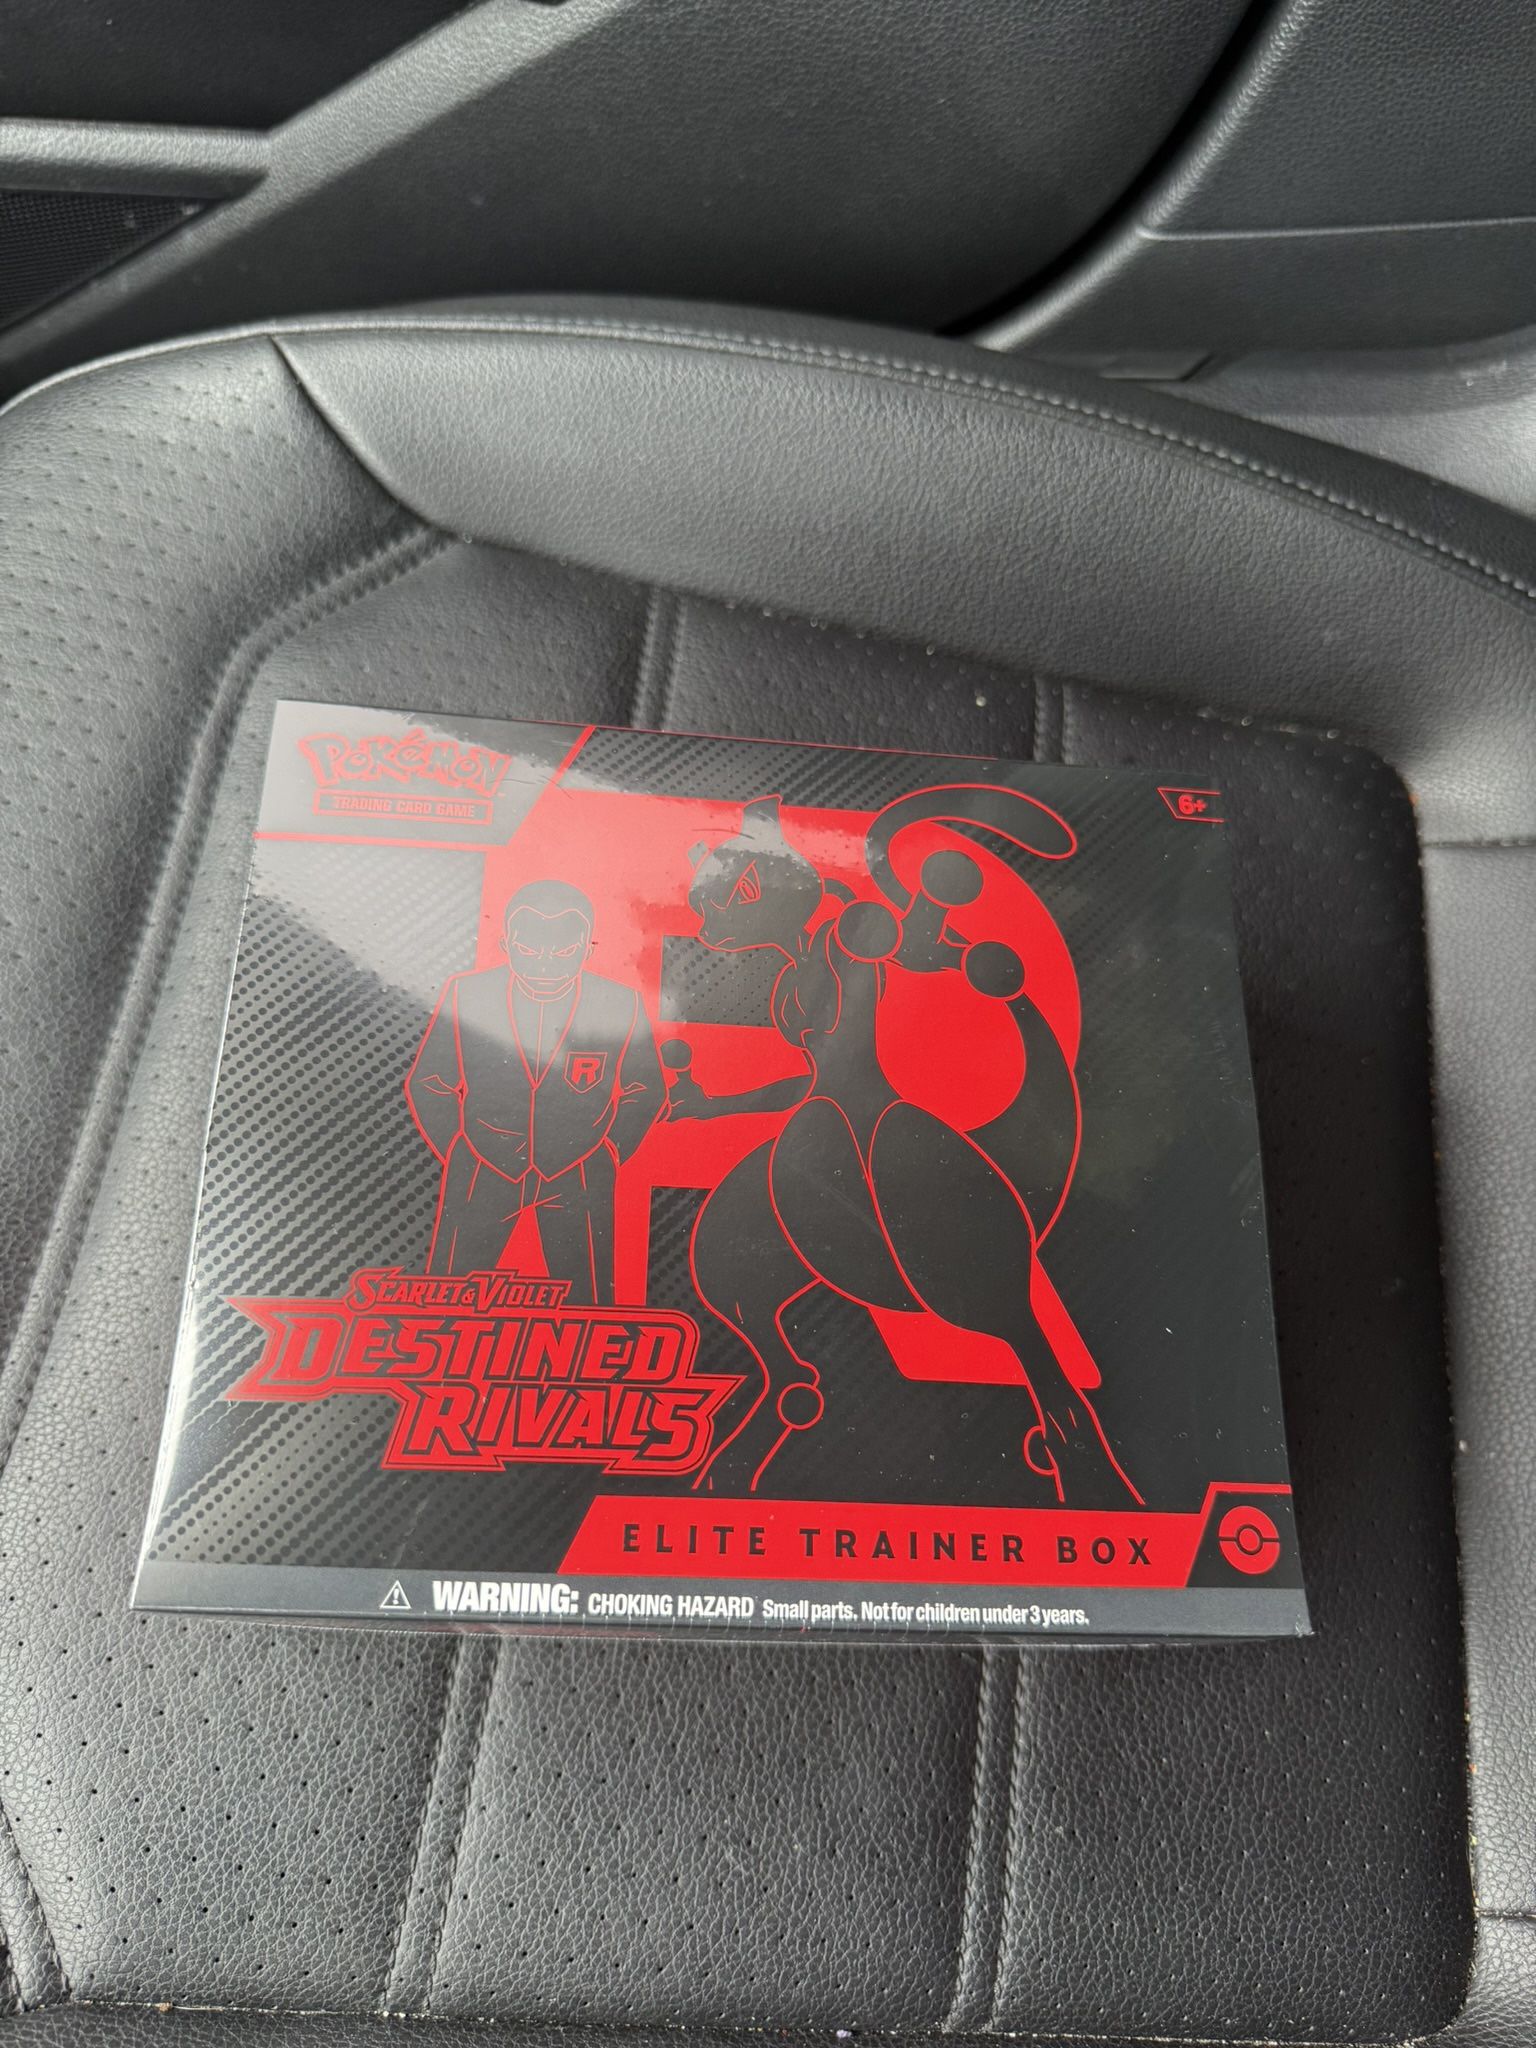 POKéMON
TRADING CARD GAME
6+
R
SCARLET & VIOLET
DESTINED
RIVALS
ELITE TRAINER BOX
WARNING: CHOKING HAZARD Small parts. Not for children under 3 years.